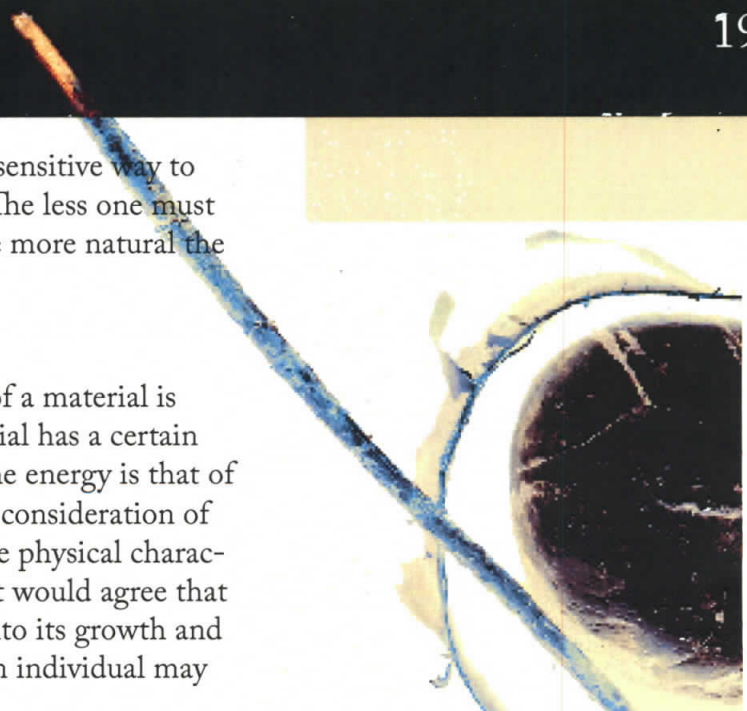 19
sensitive way to
The less one must
more natural the
of a material is
ial has a certain
he energy is that of
consideration of
e physical charac-
t would agree that
to its growth and
n individual may